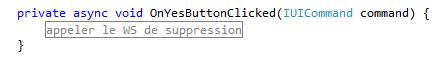 private async void OnYesButtonClicked(IUICommand command) {
appeler le WS de suppression
}